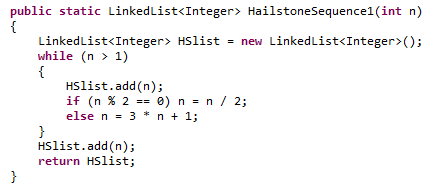 public static LinkedList<Integer> HailstoneSequence1(int n)
{
    LinkedList<Integer> HSlist = new LinkedList<Integer>();
    while (n > 1)
    {
        HSlist.add(n);
        if (n % 2 == 0) n = n / 2;
        else n = 3 * n + 1;
    }
    HSlist.add(n);
    return HSlist;
}